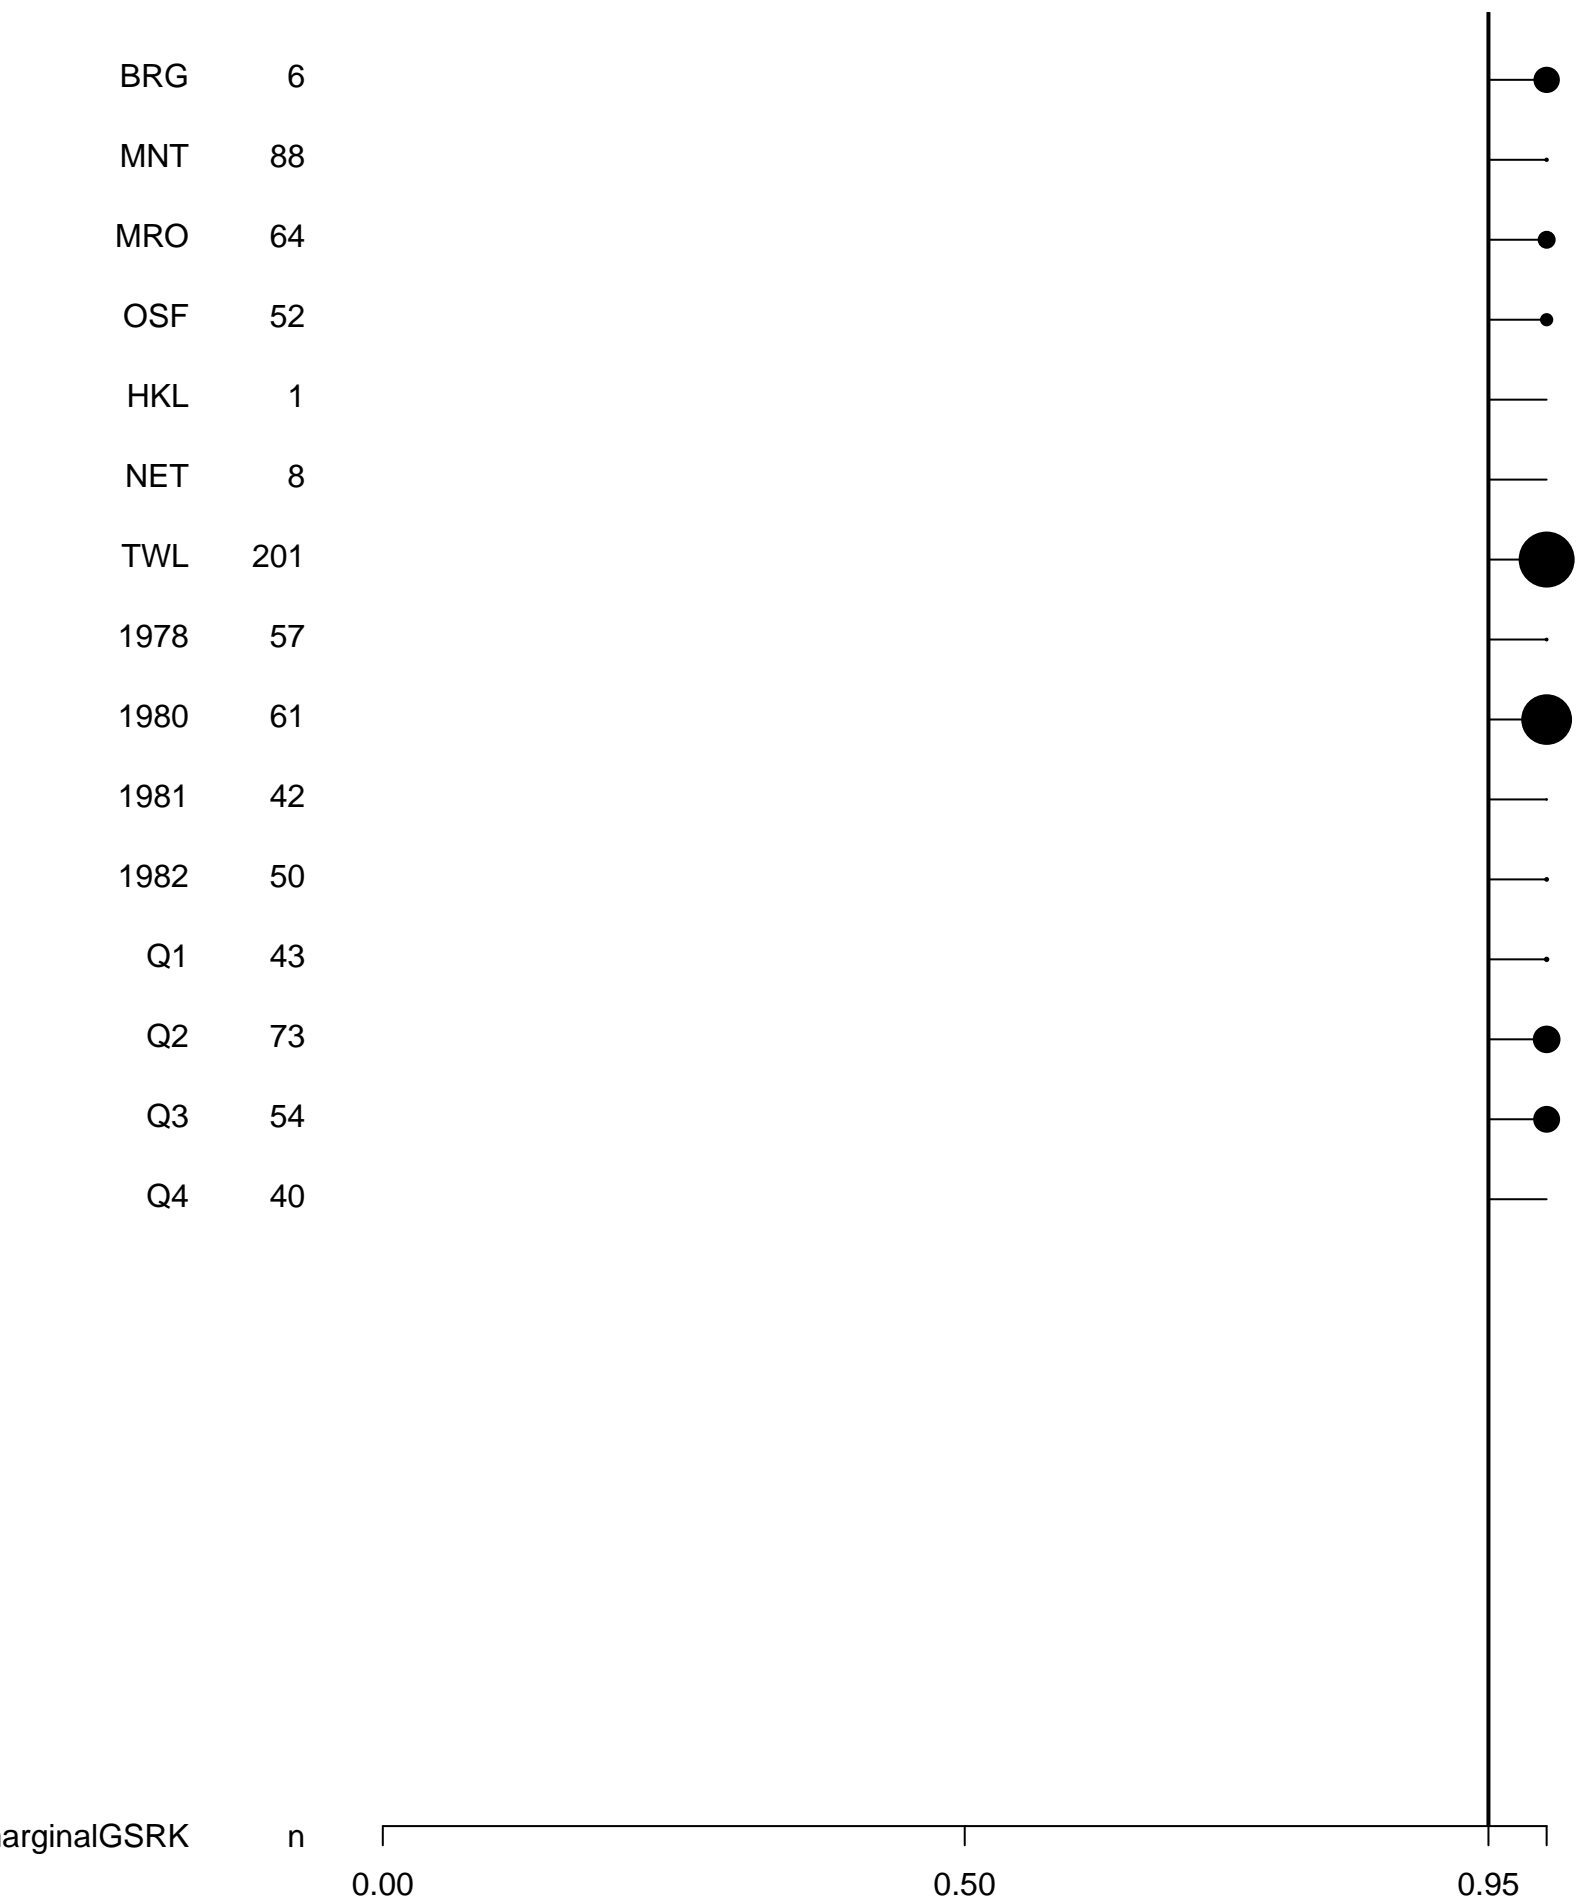 BRG 6
MNT 88
MRO 64
OSF 52
HKL 1
NET 8
TWL 201
1978 57
1980 61
1981 42
1982 50
Q1 43
Q2 73
Q3 54
Q4 40
arginalGSRK n
0.00 0.50 0.95